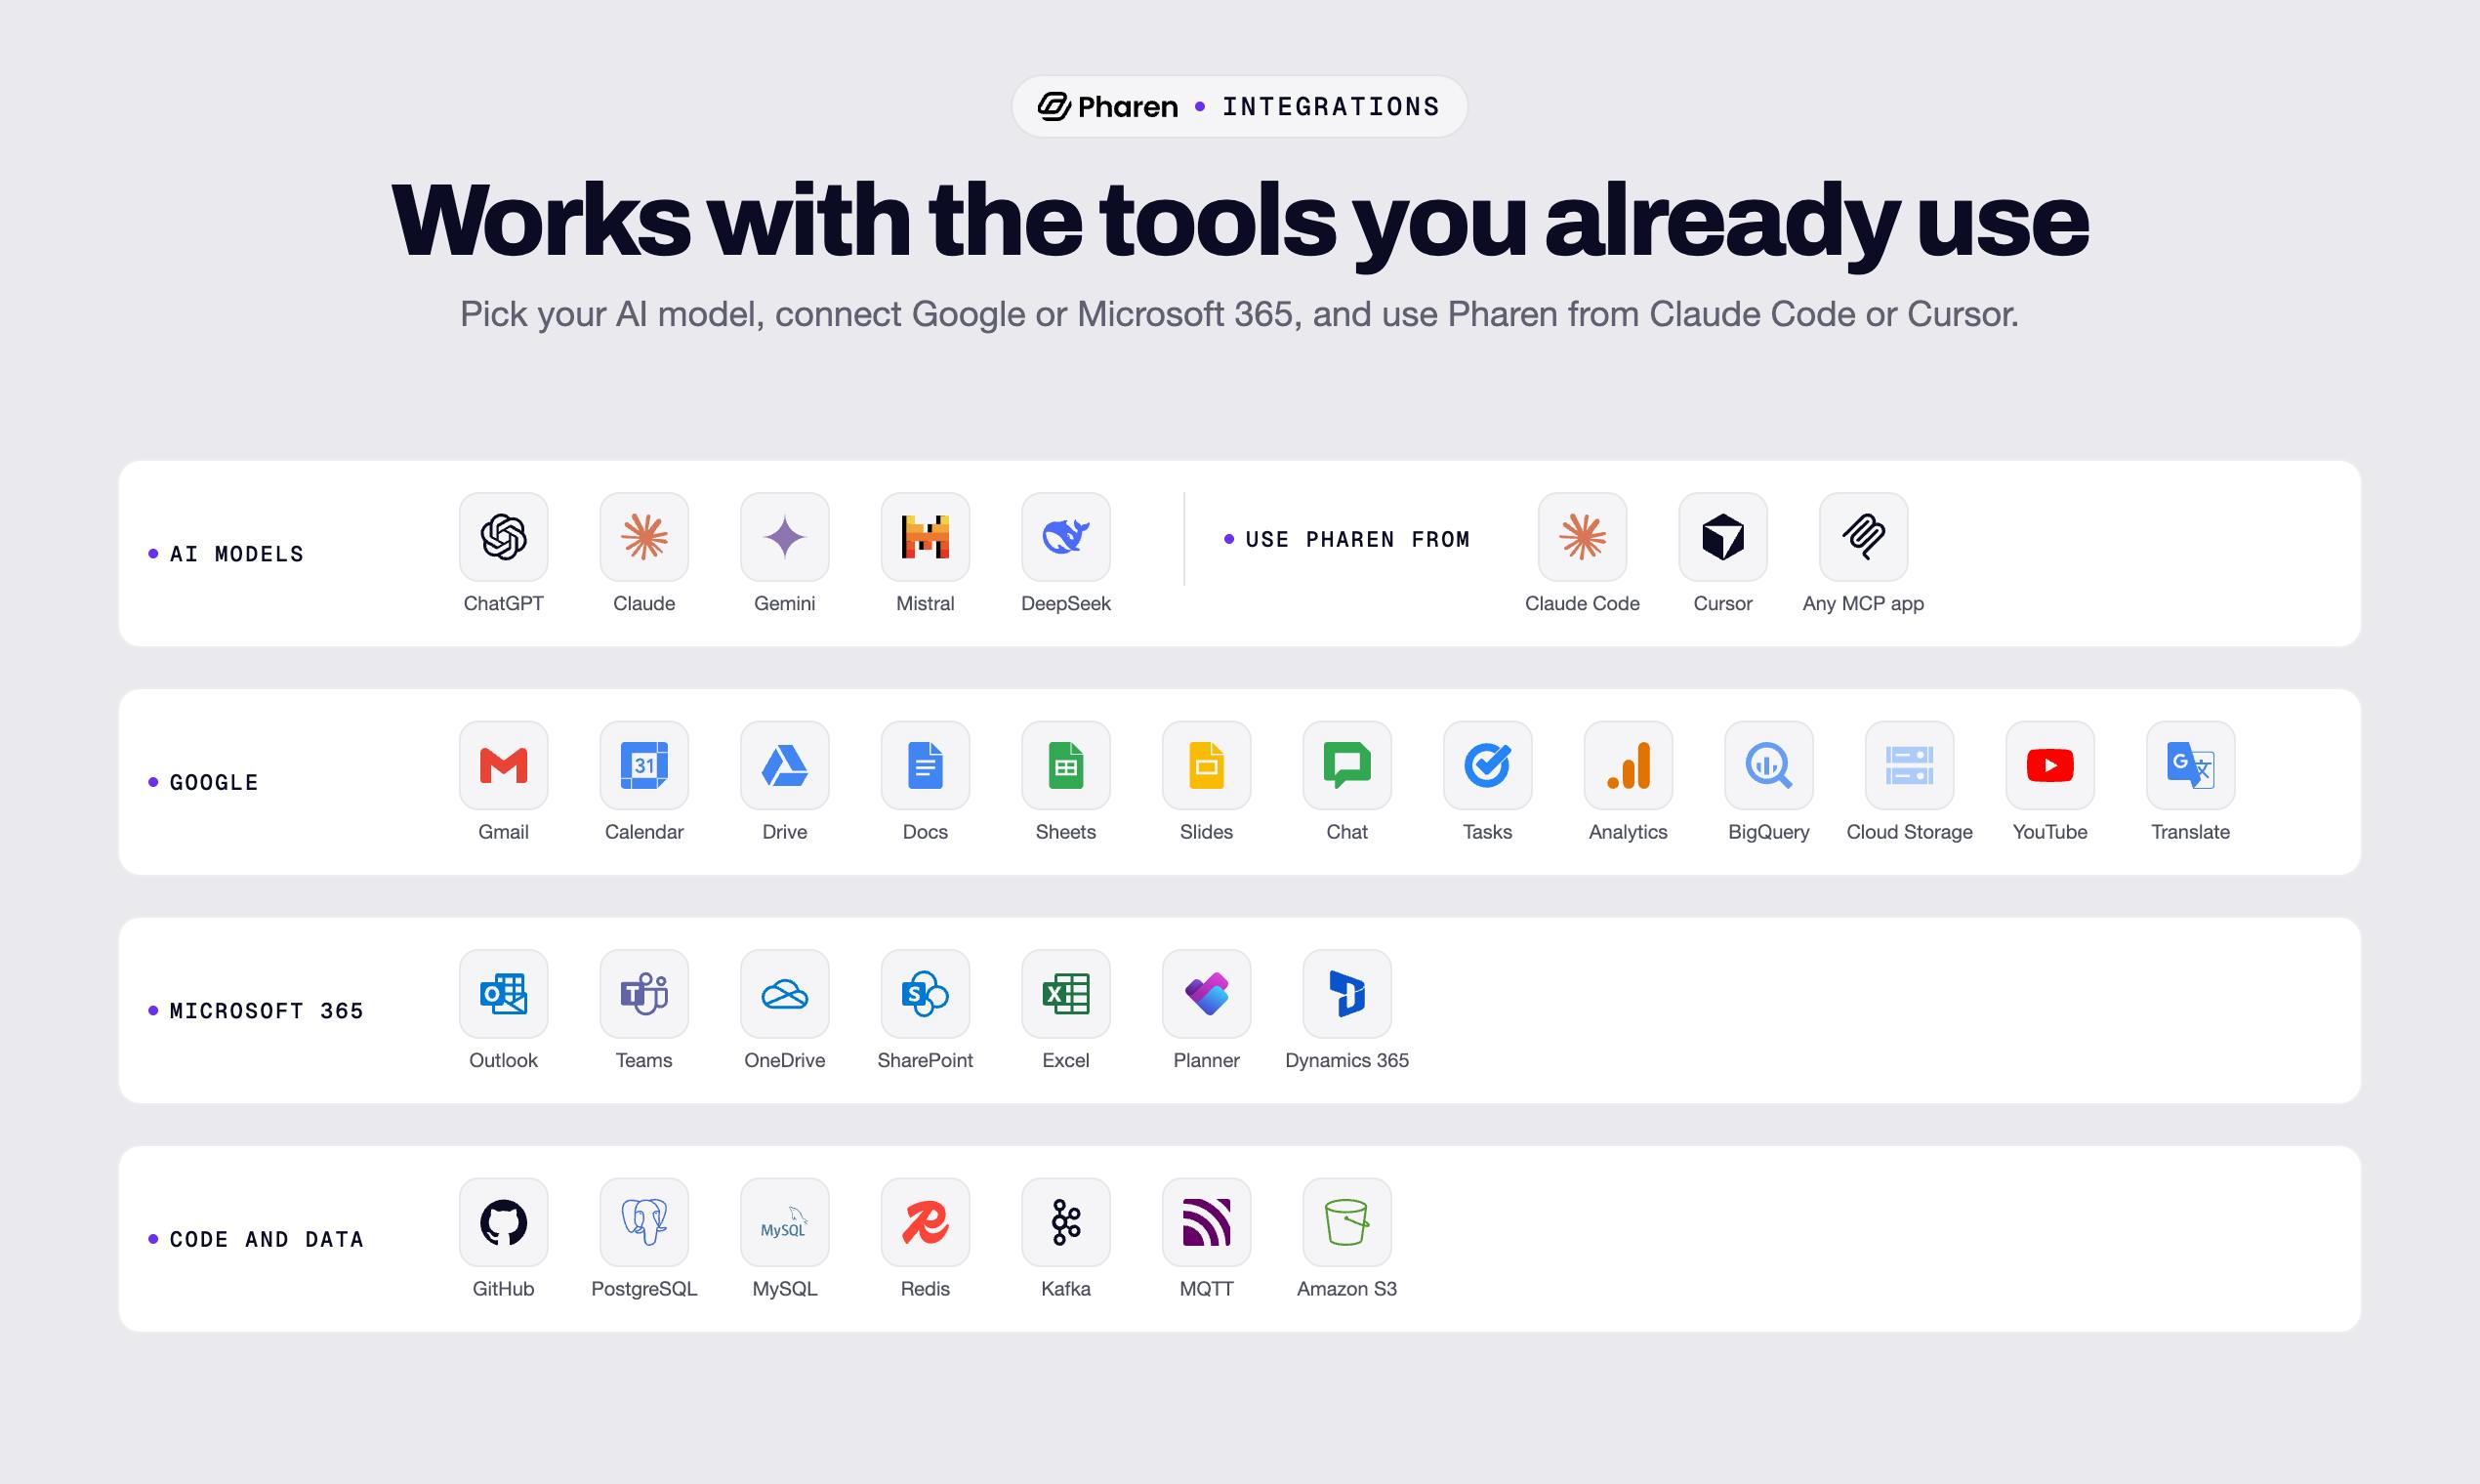 Pharen • INTEGRATIONS
Works with the tools you already use
Pick your AI model, connect Google or Microsoft 365, and use Pharen from Claude Code or Cursor.
AI MODELS
ChatGPT
Claude
Gemini
Mistral
DeepSeek
USE PHAREN FROM
Claude Code
Cursor
Any MCP app
GOOGLE
31
G 文
Gmail
Calendar
Drive
Docs
Sheets
Slides
Chat
Tasks
Analytics
BigQuery
Cloud Storage
YouTube
Translate
MICROSOFT 365
O
T
S
X
Outlook
Teams
OneDrive
SharePoint
Excel
Planner
Dynamics 365
CODE AND DATA
MySQL
GitHub
PostgreSQL
MySQL
Redis
Kafka
MQTT
Amazon S3